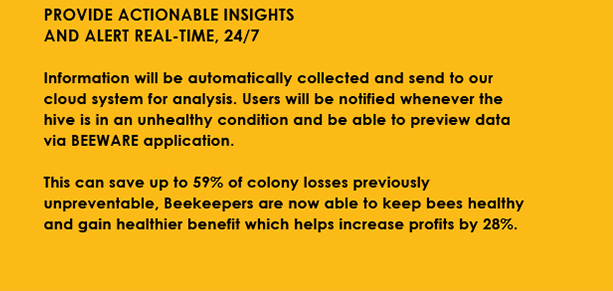 PROVIDE ACTIONABLE INSIGHTS
AND ALERT REAL-TIME, 24/7
Information will be automatically collected and send to our
cloud system for analysis. Users will be notified whenever the
hive is in an unhealthy condition and be able to preview data
via BEEWARE application.
This can save up to 59% of colony losses previously
unpreventable, Beekeepers are now able to keep bees healthy
and gain healthier benefit which helps increase profits by 28%.